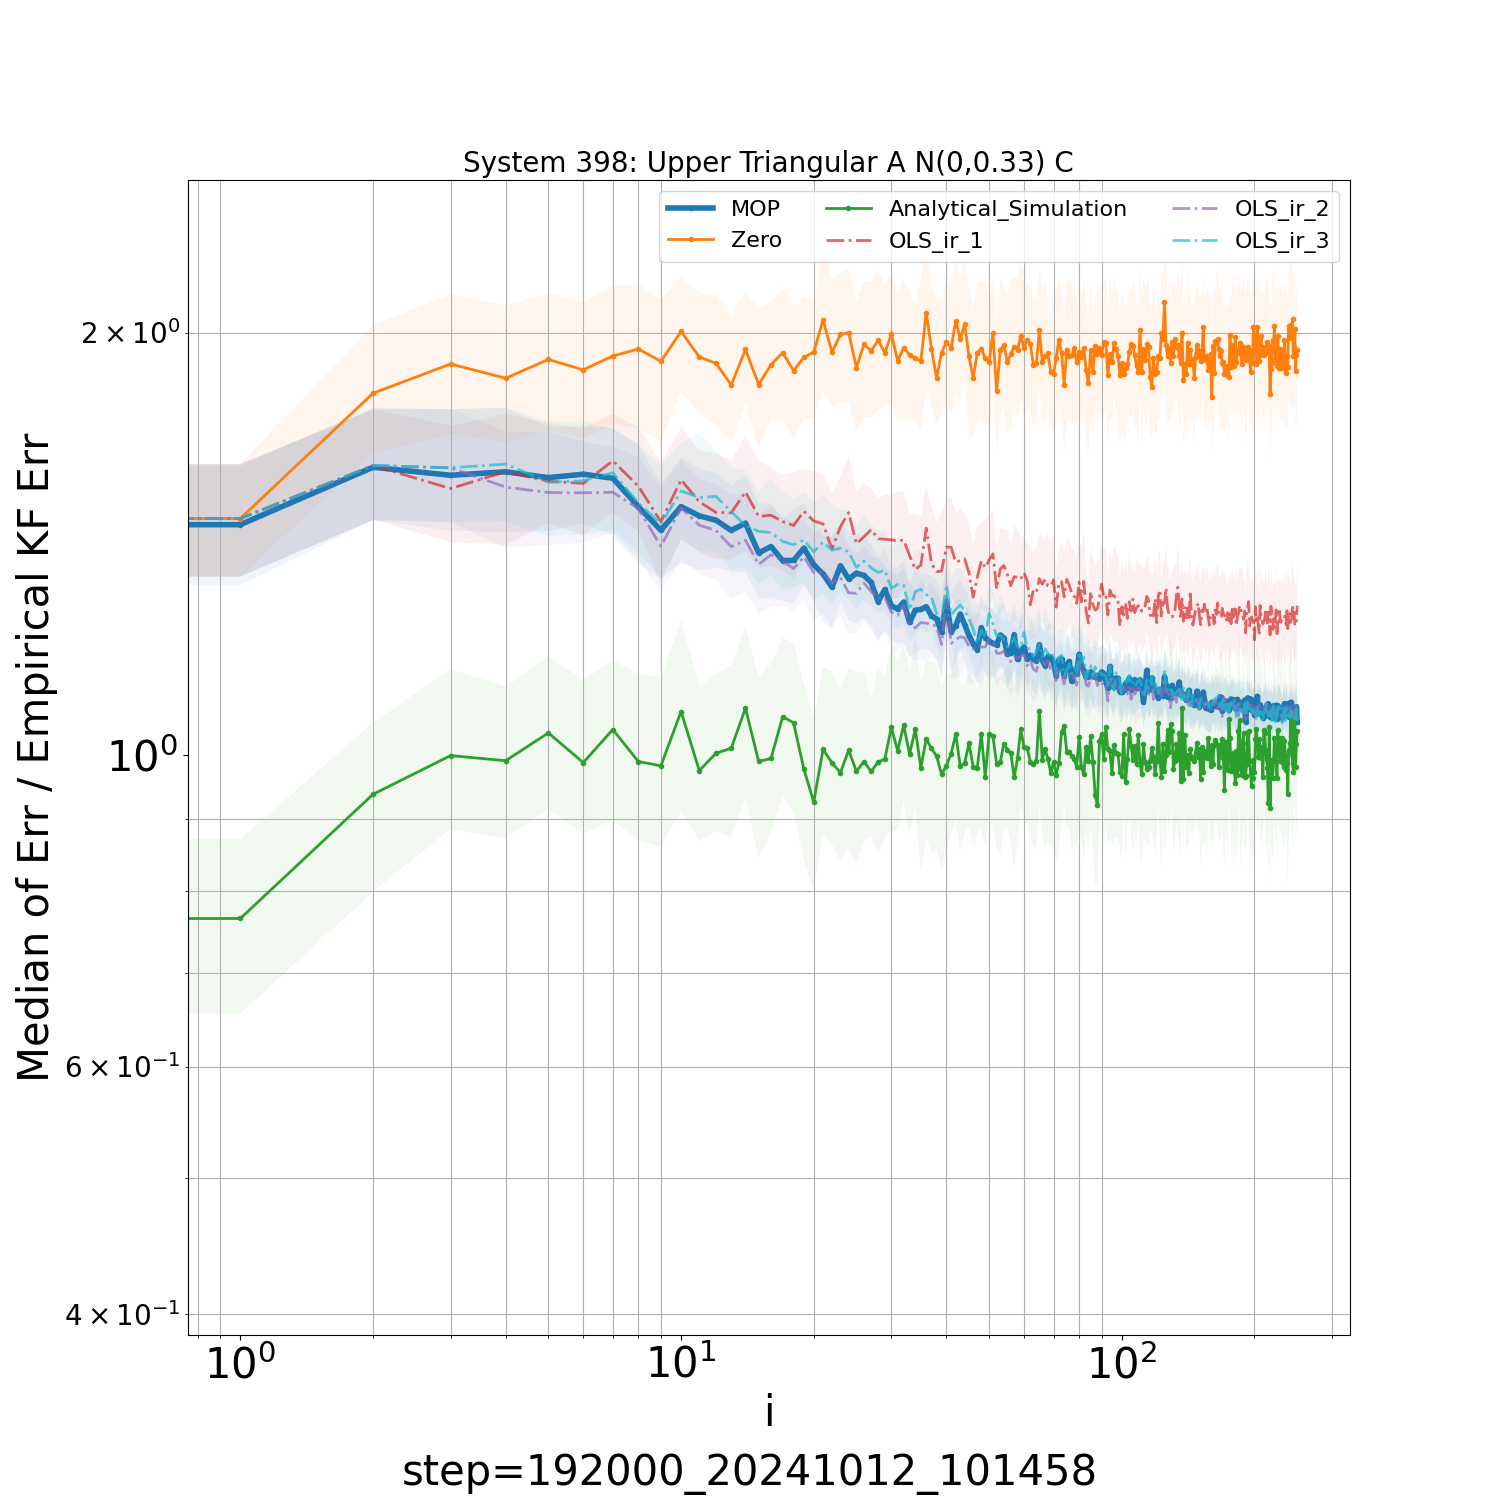 System 398: Upper Triangular A N(0,0.33) C
MOP
Zero
Analytical_Simulation
OLS_ir_1
OLS_ir_2
OLS_ir_3
Median of Err / Empirical KF Err
2 × 10⁰
10⁰
6 × 10⁻¹
4 × 10⁻¹
10⁰ 10¹ 10²
i
step=192000_20241012_101458